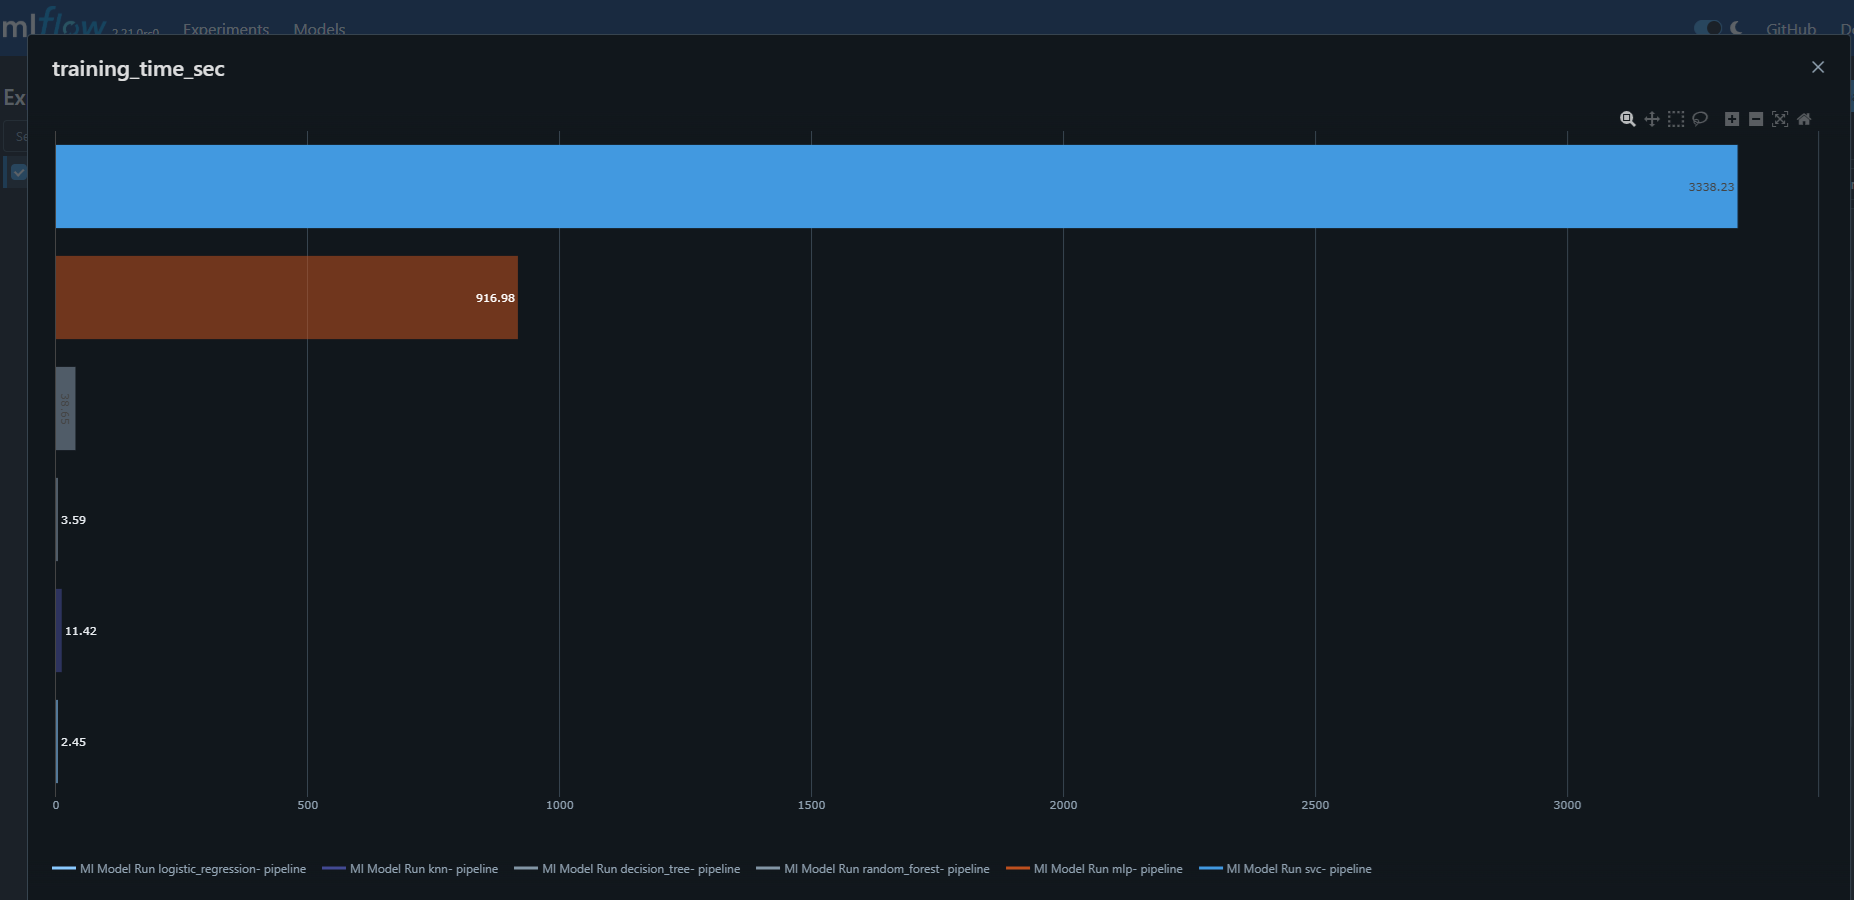 mlflow 2.21.0rc0 Experiments Models GitHub
training_time_sec
Ex
Se
3338.23
916.98
38.65
3.59
11.42
2.45
0 500 1000 1500 2000 2500 3000
Ml Model Run logistic_regression- pipeline Ml Model Run knn- pipeline Ml Model Run decision_tree- pipeline Ml Model Run random_forest- pipeline Ml Model Run mlp- pipeline Ml Model Run svc- pipeline